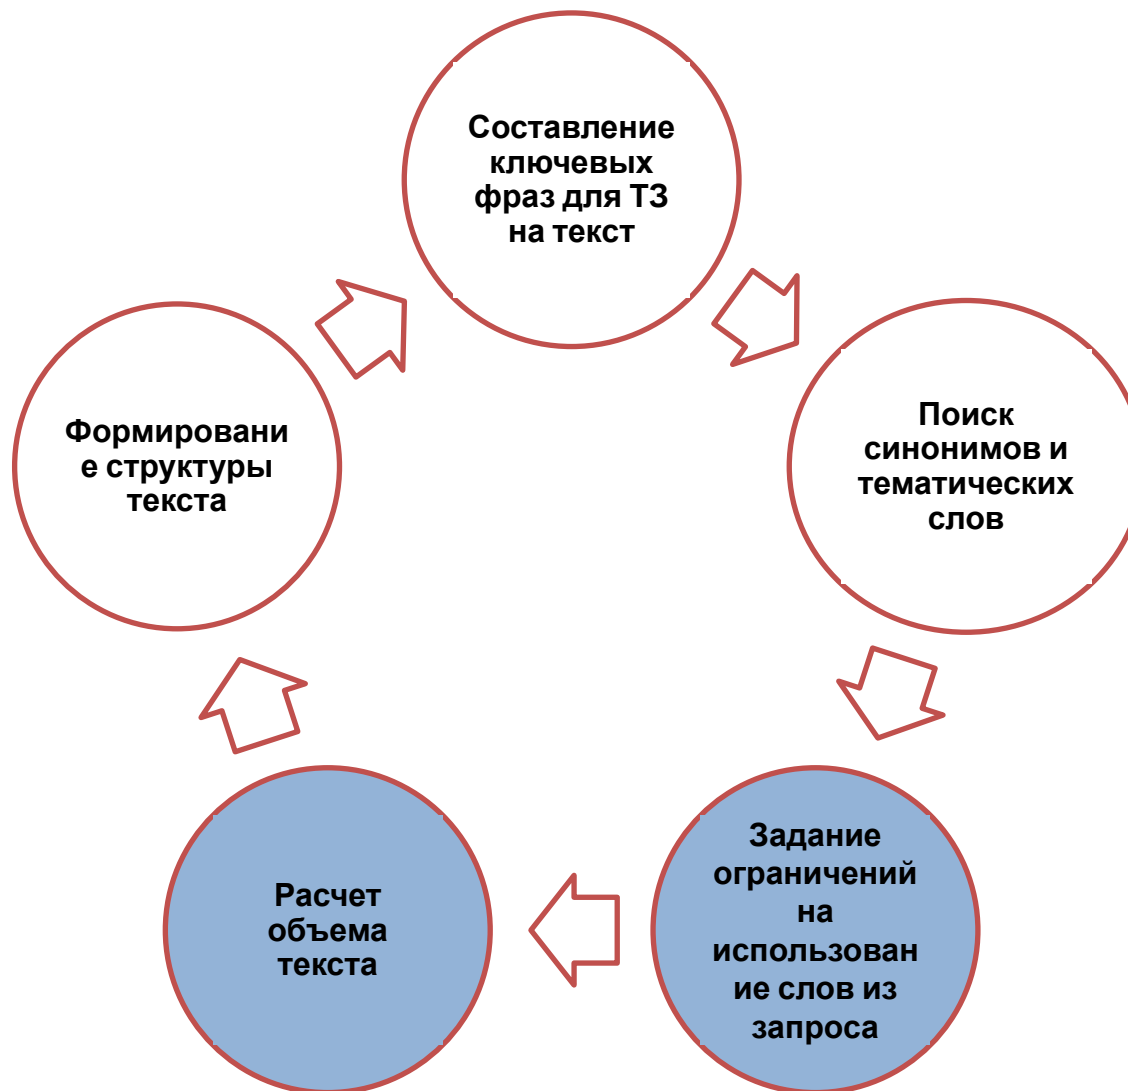 Составление
ключевых
фраз для ТЗ
на текст
Поиск
синонимов и
тематических
слов
Задание
ограничений
на
использован
ие слов из
запроса
Расчет
объема
текста
Формировани
е структуры
текста